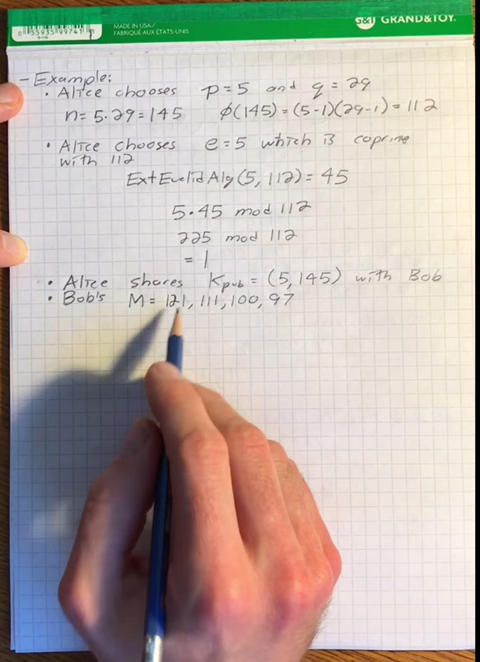 MADE IN USA/
FABRIQUÉ AUX ÉTATS-UNIS
G&T GRAND&TOY.
- Example:
• Alice chooses p=5 and q=29
n=5·29=145 ϕ(145)=(5-1)(29-1)=112
• Alice chooses e=5 which is coprime
with 112
ExtEuclidAlg(5, 112)=45
5·45 mod 112
225 mod 112
=1
• Alice shares Kpub=(5,145) with Bob
• Bob's M=121, 111, 100, 97